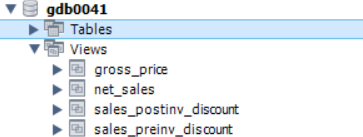 gdb0041
Tables
Views
gross_price
net_sales
sales_postinv_discount
sales_preinv_discount